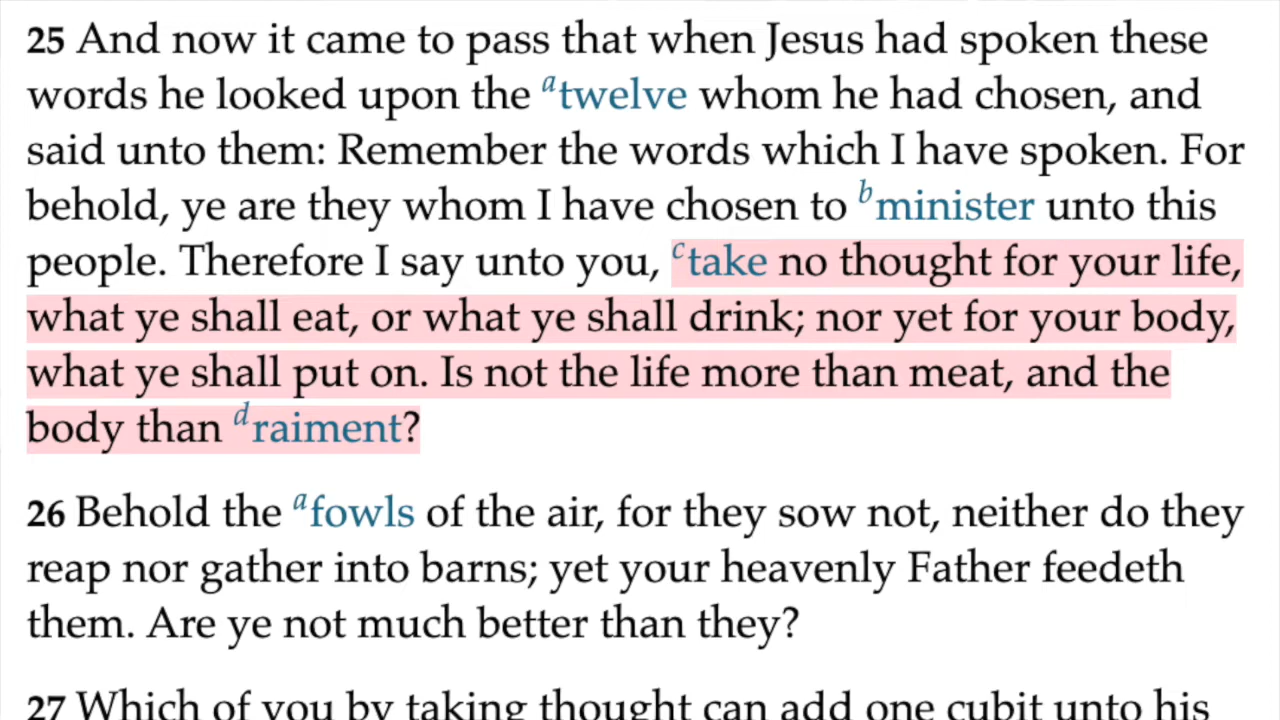 25 And now it came to pass that when Jesus had spoken these
words he looked upon the a twelve whom he had chosen, and
said unto them: Remember the words which I have spoken. For
behold, ye are they whom I have chosen to b minister unto this
people. Therefore I say unto you, c take no thought for your life,
what ye shall eat, or what ye shall drink; nor yet for your body,
what ye shall put on. Is not the life more than meat, and the
body than d raiment?
26 Behold the a fowls of the air, for they sow not, neither do they
reap nor gather into barns; yet your heavenly Father feedeth
them. Are ye not much better than they?
27 Which of you by taking thought can add one cubit unto his